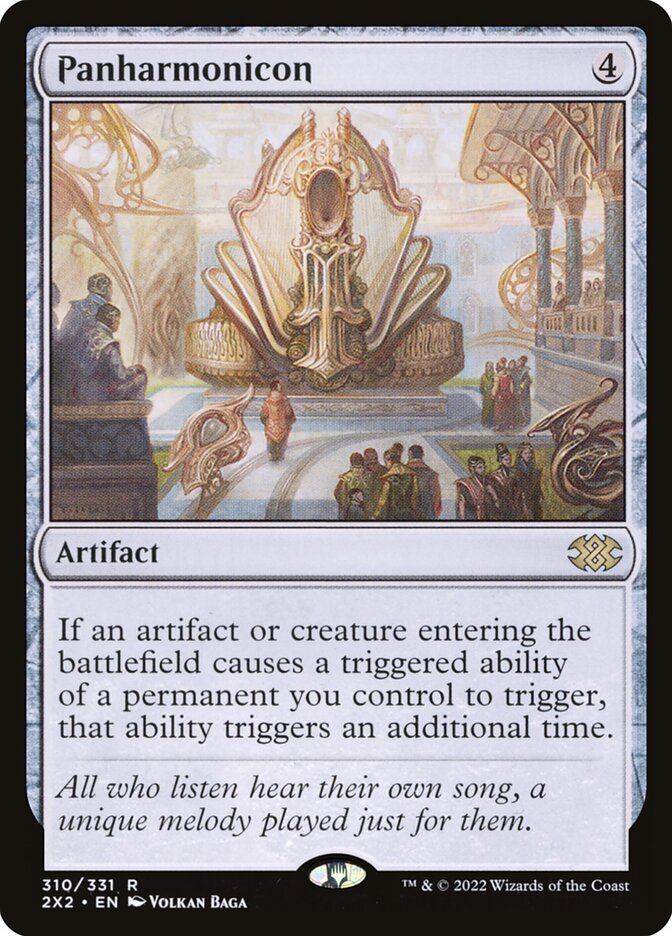 Panharmonicon 4
Artifact
If an artifact or creature entering the
battlefield causes a triggered ability
of a permanent you control to trigger,
that ability triggers an additional time.
All who listen hear their own song, a
unique melody played just for them.
310/331 R
2X2 • EN Volkan Baga
™ & © 2022 Wizards of the Coast